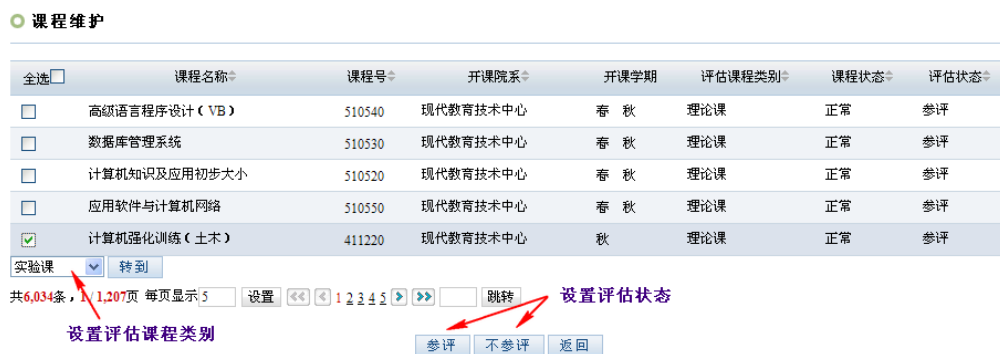 课程维护
全选 课程名称 课程号 开课院系 开课学期 评估课程类别 课程状态 评估状态
高级语言程序设计（VB） 510540 现代教育技术中心 春 秋 理论课 正常 参评
数据库管理系统 510530 现代教育技术中心 春 秋 理论课 正常 参评
计算机知识及应用初步大小 510520 现代教育技术中心 春 秋 理论课 正常 参评
应用软件与计算机网络 510550 现代教育技术中心 春 秋 理论课 正常 参评
计算机强化训练（土木） 411220 现代教育技术中心 秋 理论课 正常 参评
实验课 转到
共6,034条，1/1,207页 每页显示5 设置 1 2 3 4 5 跳转
设置评估状态
设置评估课程类别
参评 不参评 返回